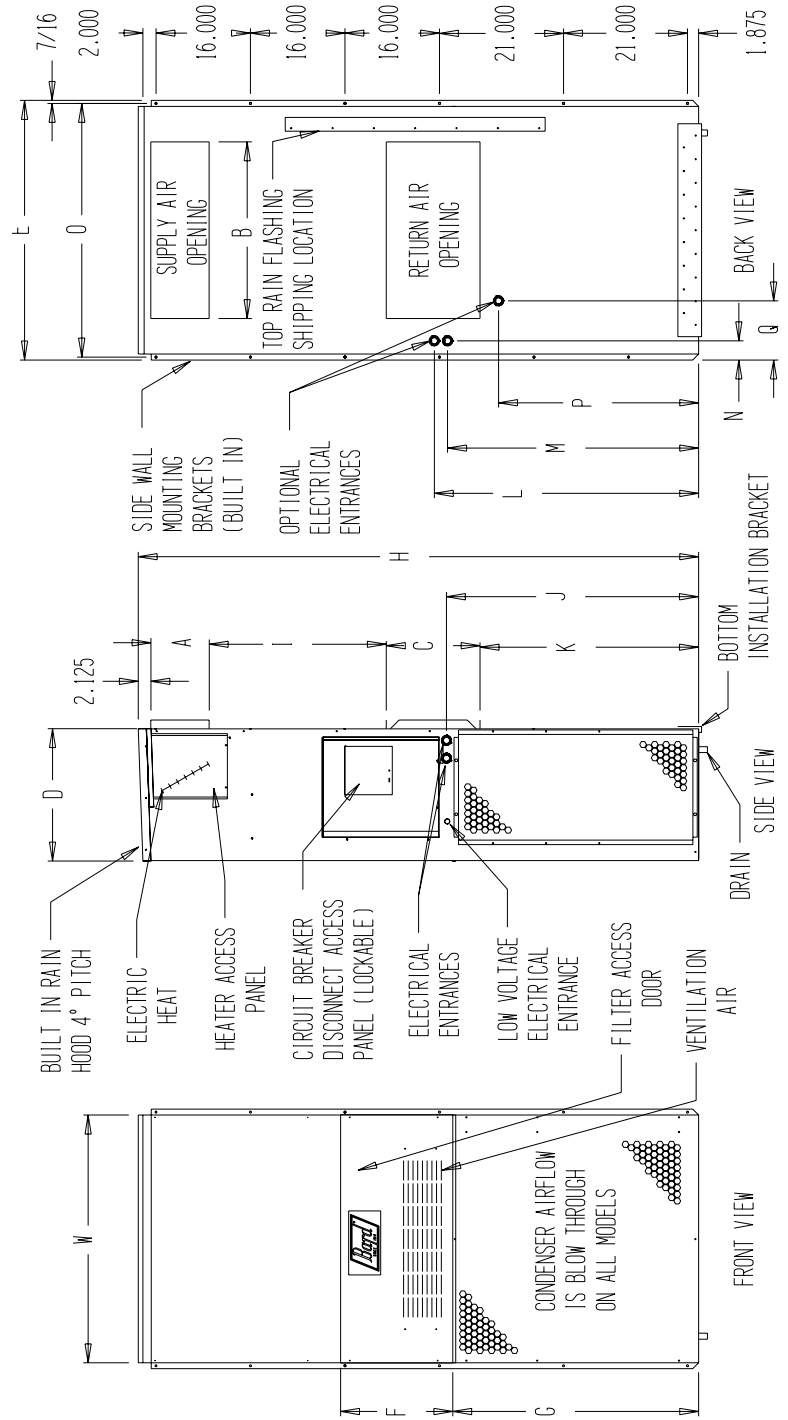 W
F
G
Bard
CONDENSER AIRFLOW
IS BLOW THROUGH
ON ALL MODELS
FRONT VIEW
BUILT IN RAIN
HOOD 4° PITCH
ELECTRIC
HEAT
HEATER ACCESS
PANEL
CIRCUIT BREAKER
DISCONNECT ACCESS
PANEL (LOCKABLE)
ELECTRICAL
ENTRANCES
LOW VOLTAGE
ELECTRICAL
ENTRANCE
FILTER ACCESS
DOOR
VENTILATION
AIR
D
2.125
A
I
C
K
J
H
DRAIN
SIDE VIEW
BOTTOM
INSTALLATION BRACKET
SIDE WALL
MOUNTING
BRACKETS
(BUILT IN)
OPTIONAL
ELECTRICAL
ENTRANCES
L
M
P
N
Q
E
O
SUPPLY AIR
OPENING
B
TOP RAIN FLASHING
SHIPPING LOCATION
RETURN AIR
OPENING
BACK VIEW
7/16
2.000
16.000
16.000
16.000
21.000
21.000
1.875